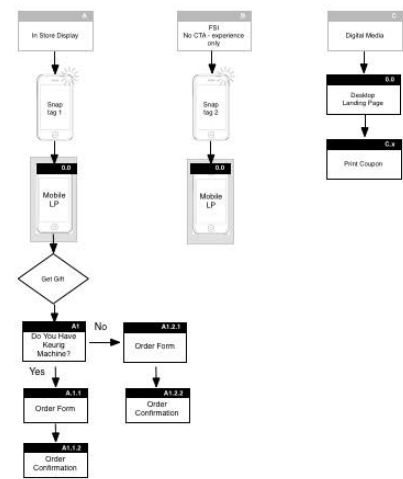 A
In Store Display
B
FSI
No CTA - experience
only
C
Digital Media
Snap
tag 1
Snap
tag 2
0.0
Desktop
Landing Page
0.0
Mobile
LP
0.0
Mobile
LP
C.x
Print Coupon
Get Gift
A1
Do You Have
Keurig
Machine?
No
A1.2.1
Order Form
Yes
A.1.1
Order Form
A1.2.2
Order
Confirmation
A1.1.2
Order
Confirmation